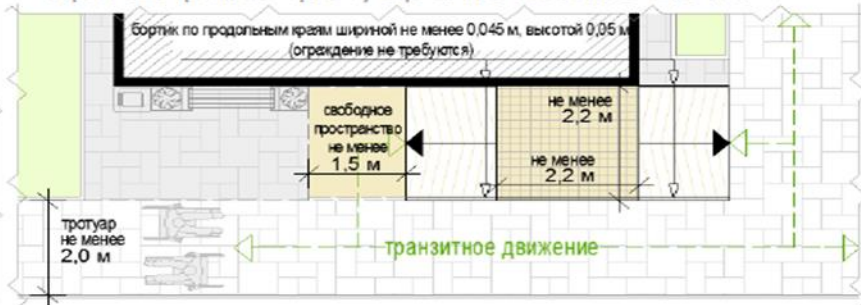 бортик по продольным краям шириной не менее 0,045 м, высотой 0,05 м
(ограждение не требуются)
свободное
пространство
не менее
1,5 м
не менее
2,2 м
не менее
2,2 м
тротуар
не менее
2,0 м
транзитное движение